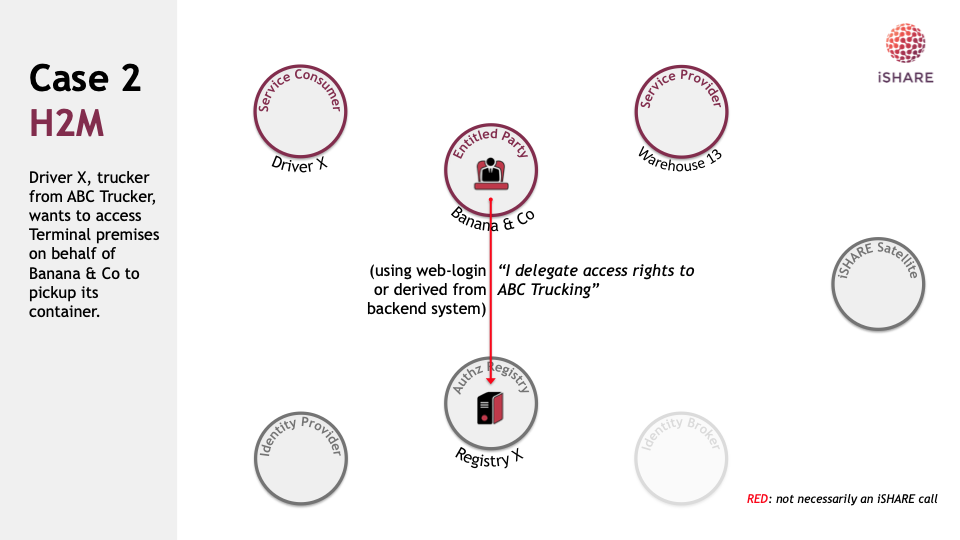 Case 2
H2M
Driver X, trucker
from ABC Trucker,
wants to access
Terminal premises
on behalf of
Banana & Co to
pickup its
container.
iSHARE
Service Consumer
Driver X
Entitled Party
Banana & Co
Service Provider
Warehouse 13
iSHARE Satellite
(using web-login
or derived from
backend system)
“I delegate access rights to
ABC Trucking”
Authz Registry
Registry X
Identity Provider
Identity Broker
RED: not necessarily an iSHARE call